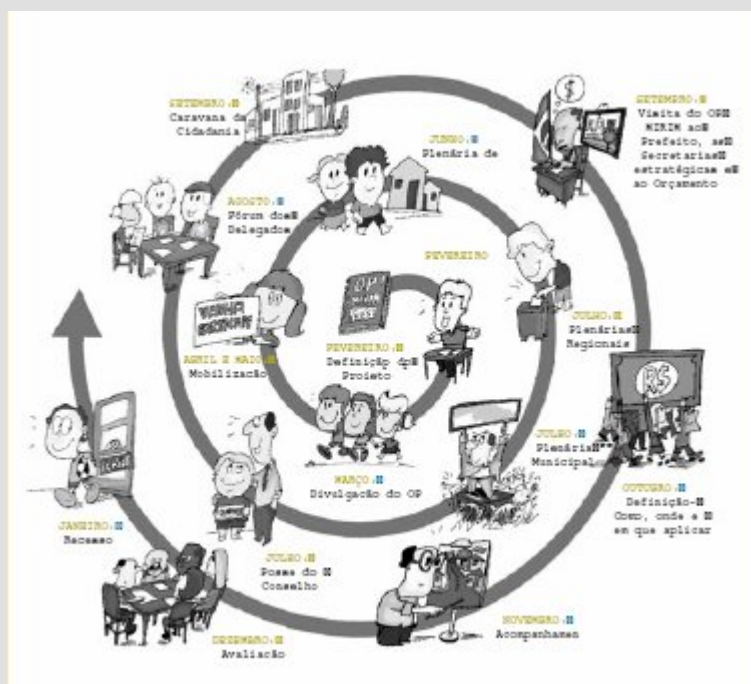 SETEMBRO:
Caravana da
Cidadania
SETEMBRO:
Visita do OP
MIRIM ao
Prefeito, as
Secretarias
estratégicas e
ao Orçamento
JUNHO:
Plenária de
AGOSTO:
Fórum dos
Delegados
FEVEREIRO
OP
FEVEREIRO:
Definição do
Projeto
JULHO:
Plenárias
Regionais
ABRIL E MAIO:
Mobilização
R$
MARÇO:
Divulgação do OP
JULHO:
Plenária
Municipal
OUTUBRO:
Definição-
Como, onde e
em que aplicar
JANEIRO:
Recesso
JULHO:
Posse do
Conselho
DEZEMBRO:
Avaliação
NOVEMBRO:
Acompanhamen